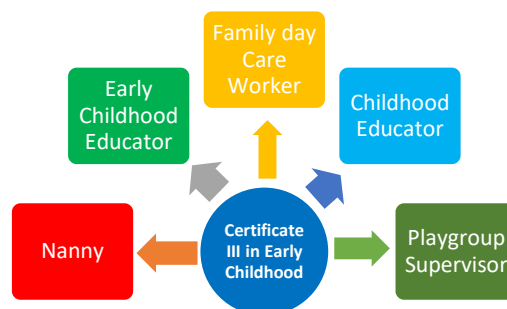 Family day
Care
Worker
Early
Childhood
Educator
Childhood
Educator
Certificate
III in Early
Childhood
Nanny
Playgroup
Supervisor